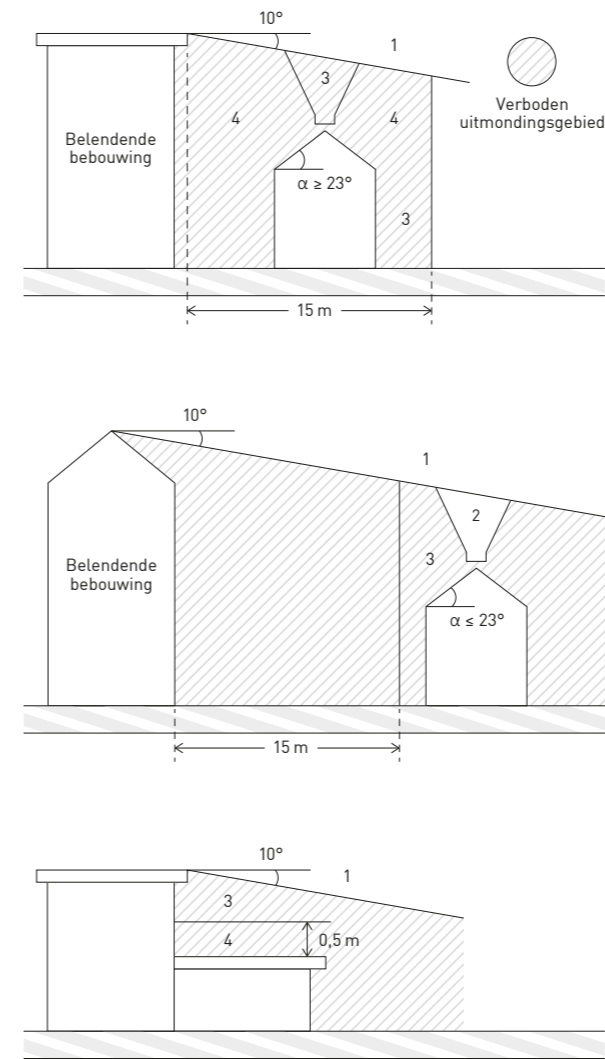 10°
1
3
4
4
Belendende
bebouwing
α ≥ 23°
3
15 m
Verboden
uitmondingsgebied
10°
1
2
3
Belendende
bebouwing
α ≤ 23°
15 m
10°
1
3
4
0,5 m